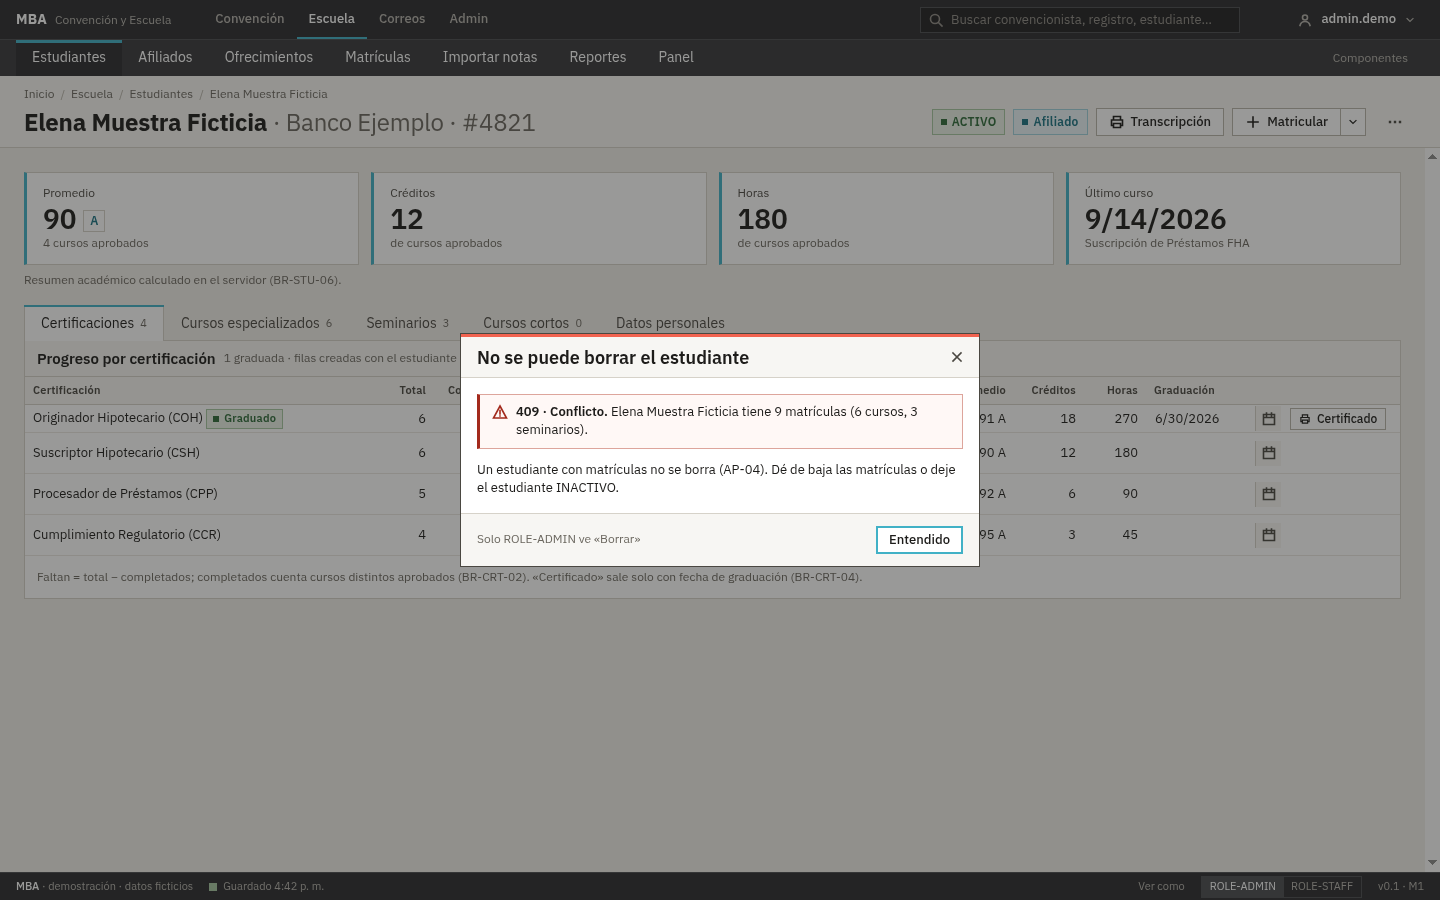 MBA Convención y Escuela Convención Escuela Correos Admin Buscar convencionista, registro, estudiante... admin.demo
Estudiantes Afiliados Ofrecimientos Matrículas Importar notas Reportes Panel Componentes
Inicio / Escuela / Estudiantes / Elena Muestra Ficticia
Elena Muestra Ficticia · Banco Ejemplo · #4821 ACTIVO Afiliado Transcripción Matricular
Promedio Créditos Horas Último curso
90 A 12 180 9/14/2026
4 cursos aprobados de cursos aprobados de cursos aprobados Suscripción de Préstamos FHA
Resumen académico calculado en el servidor (BR-STU-06).
Certificaciones 4 Cursos especializados 6 Seminarios 3 Cursos cortos 0 Datos personales
Progreso por certificación 1 graduada · filas creadas con el estudiante
Certificación Total Créditos Horas Graduación
Originador Hipotecario (COH) Graduado 6 91 A 18 270 6/30/2026 Certificado
Suscriptor Hipotecario (CSH) 6 90 A 12 180
Procesador de Préstamos (CPP) 5 92 A 6 90
Cumplimiento Regulatorio (CCR) 4 95 A 3 45
Faltan = total − completados; completados cuenta cursos distintos aprobados (BR-CRT-02). «Certificado» sale solo con fecha de graduación (BR-CRT-04).
No se puede borrar el estudiante
409 · Conflicto. Elena Muestra Ficticia tiene 9 matrículas (6 cursos, 3
seminarios).
Un estudiante con matrículas no se borra (AP-04). Dé de baja las matrículas o deje
el estudiante INACTIVO.
Solo ROLE-ADMIN ve «Borrar» Entendido
MBA · demostración · datos ficticios Guardado 4:42 p. m. Ver como ROLE-ADMIN ROLE-STAFF v0.1 · M1